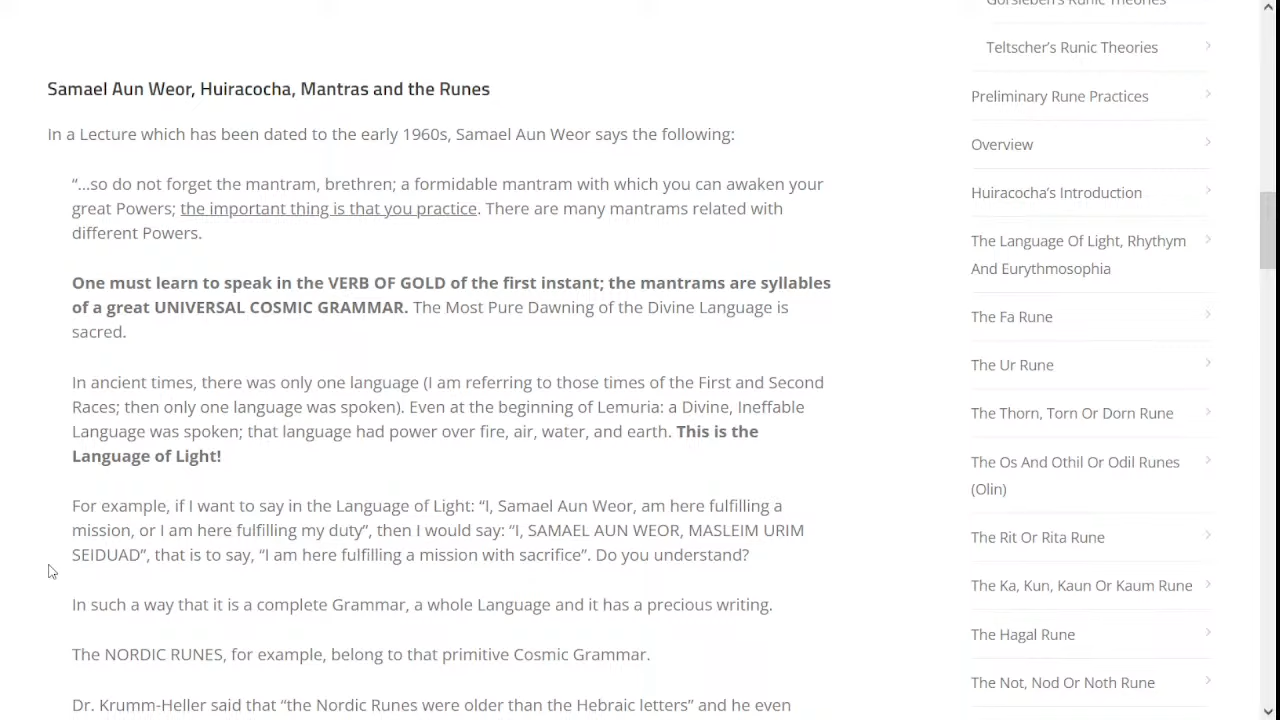 Samael Aun Weor, Huiracocha, Mantras and the Runes
In a Lecture which has been dated to the early 1960s, Samael Aun Weor says the following:
“...so do not forget the mantram, brethren; a formidable mantram with which you can awaken your
great Powers; the important thing is that you practice. There are many mantrams related with
different Powers.
One must learn to speak in the VERB OF GOLD of the first instant; the mantrams are syllables
of a great UNIVERSAL COSMIC GRAMMAR. The Most Pure Dawning of the Divine Language is
sacred.
In ancient times, there was only one language (I am referring to those times of the First and Second
Races; then only one language was spoken). Even at the beginning of Lemuria: a Divine, Ineffable
Language was spoken; that language had power over fire, air, water, and earth. This is the
Language of Light!
For example, if I want to say in the Language of Light: “I, Samael Aun Weor, am here fulfilling a
mission, or I am here fulfilling my duty”, then I would say: “I, SAMAEL AUN WEOR, MASLEIM URIM
SEIDUAD”, that is to say, “I am here fulfilling a mission with sacrifice”. Do you understand?
In such a way that it is a complete Grammar, a whole Language and it has a precious writing.
The NORDIC RUNES, for example, belong to that primitive Cosmic Grammar.
Dr. Krumm-Heller said that “the Nordic Runes were older than the Hebraic letters” and he even
Gorsleben's Runic Theories
Teltscher’s Runic Theories
Preliminary Rune Practices
Overview
Huiracocha’s Introduction
The Language Of Light, Rhythym
And Eurythmosophia
The Fa Rune
The Ur Rune
The Thorn, Torn Or Dorn Rune
The Os And Othil Or Odil Runes
(Olin)
The Rit Or Rita Rune
The Ka, Kun, Kaun Or Kaum Rune
The Hagal Rune
The Not, Nod Or Noth Rune